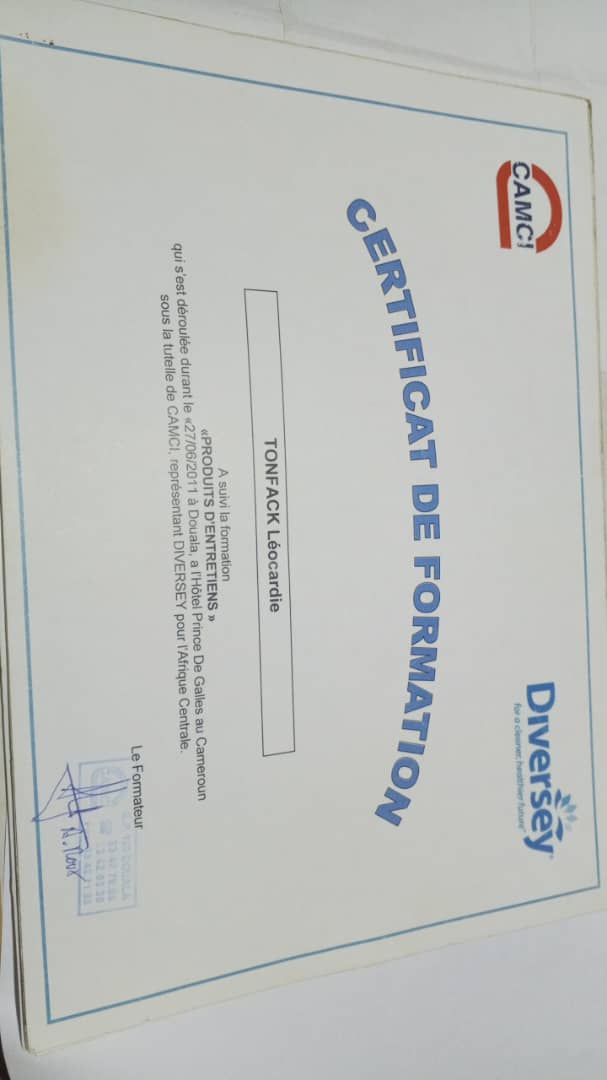 CAMCI
Diversey
for a cleaner, healthier future
CERTIFICAT DE FORMATION
TONFACK Léocardie
A suivi la formation
«PRODUITS D'ENTRETIENS »
qui s'est déroulée durant le «27/06/2011 à Douala, a l'Hôtel Prince De Galles au Cameroun
sous la tutelle de CAMCI, représentant DIVERSEY pour l'Afrique Centrale.
Le Formateur
DOUALA